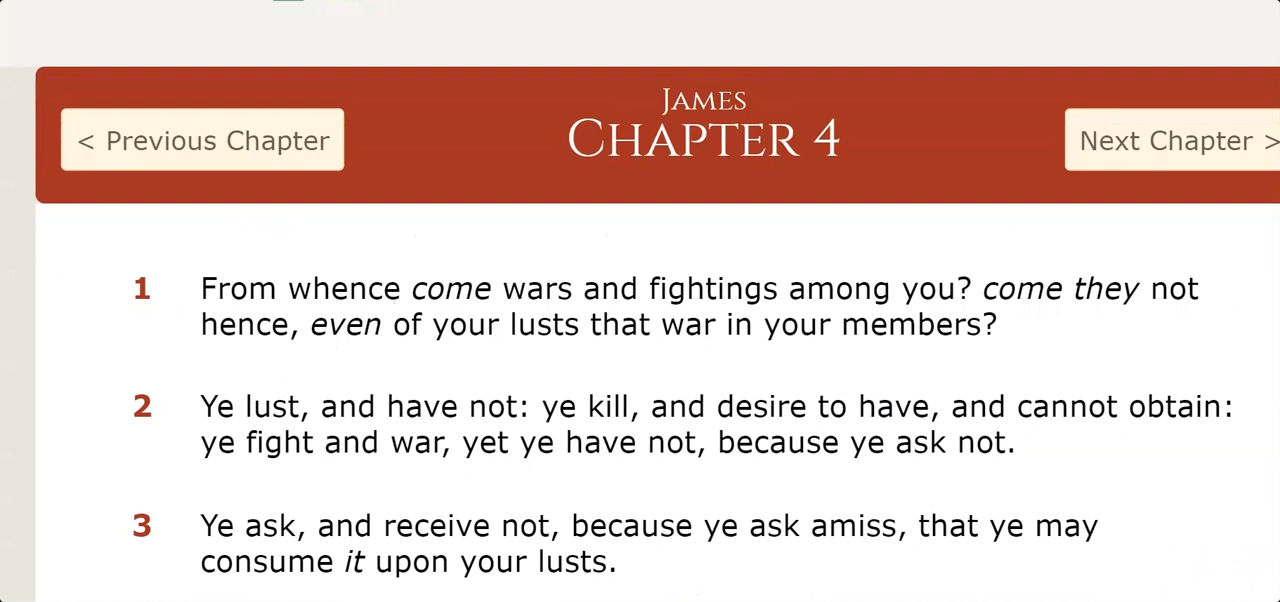 James
< Previous Chapter
Chapter 4
Next Chapter >
1 From whence come wars and fightings among you? come they not
hence, even of your lusts that war in your members?
2 Ye lust, and have not: ye kill, and desire to have, and cannot obtain:
ye fight and war, yet ye have not, because ye ask not.
3 Ye ask, and receive not, because ye ask amiss, that ye may
consume it upon your lusts.